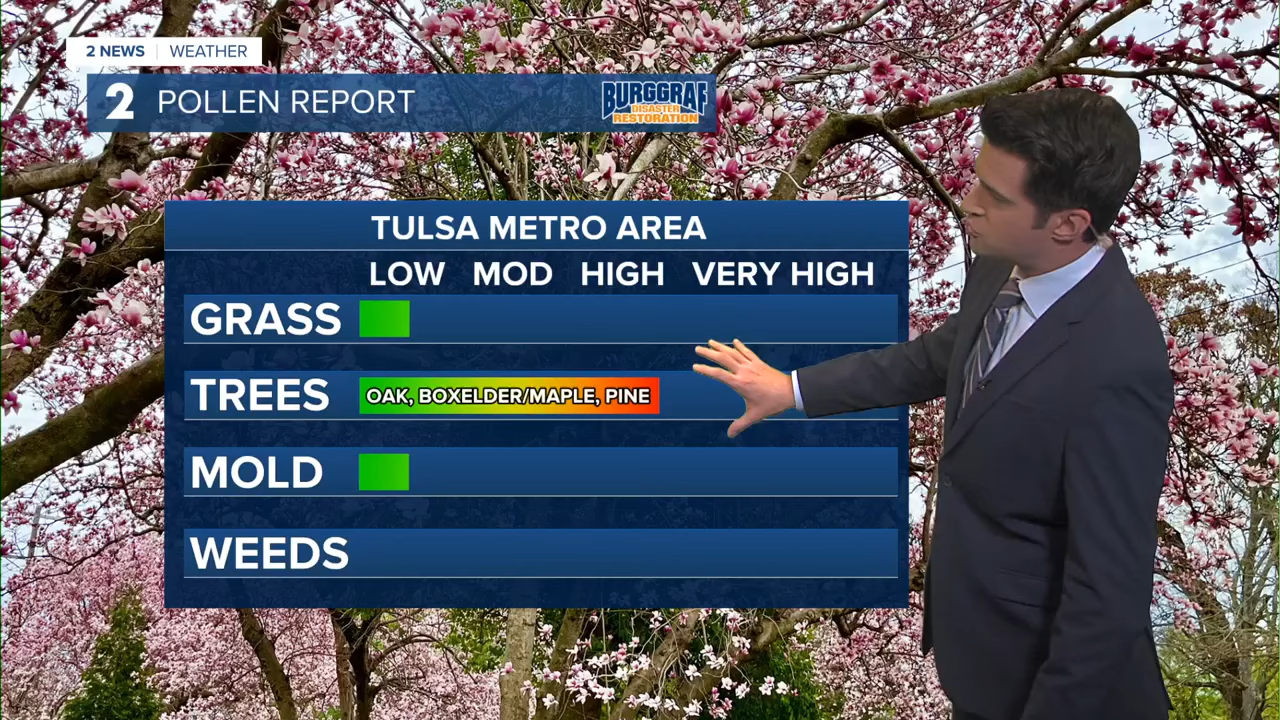 2 NEWS | WEATHER
2 POLLEN REPORT
BURGGRAF
DISASTER
RESTORATION
TULSA METRO AREA
LOW MOD HIGH VERY HIGH
GRASS
TREES OAK, BOXELDER/MAPLE, PINE
MOLD
WEEDS